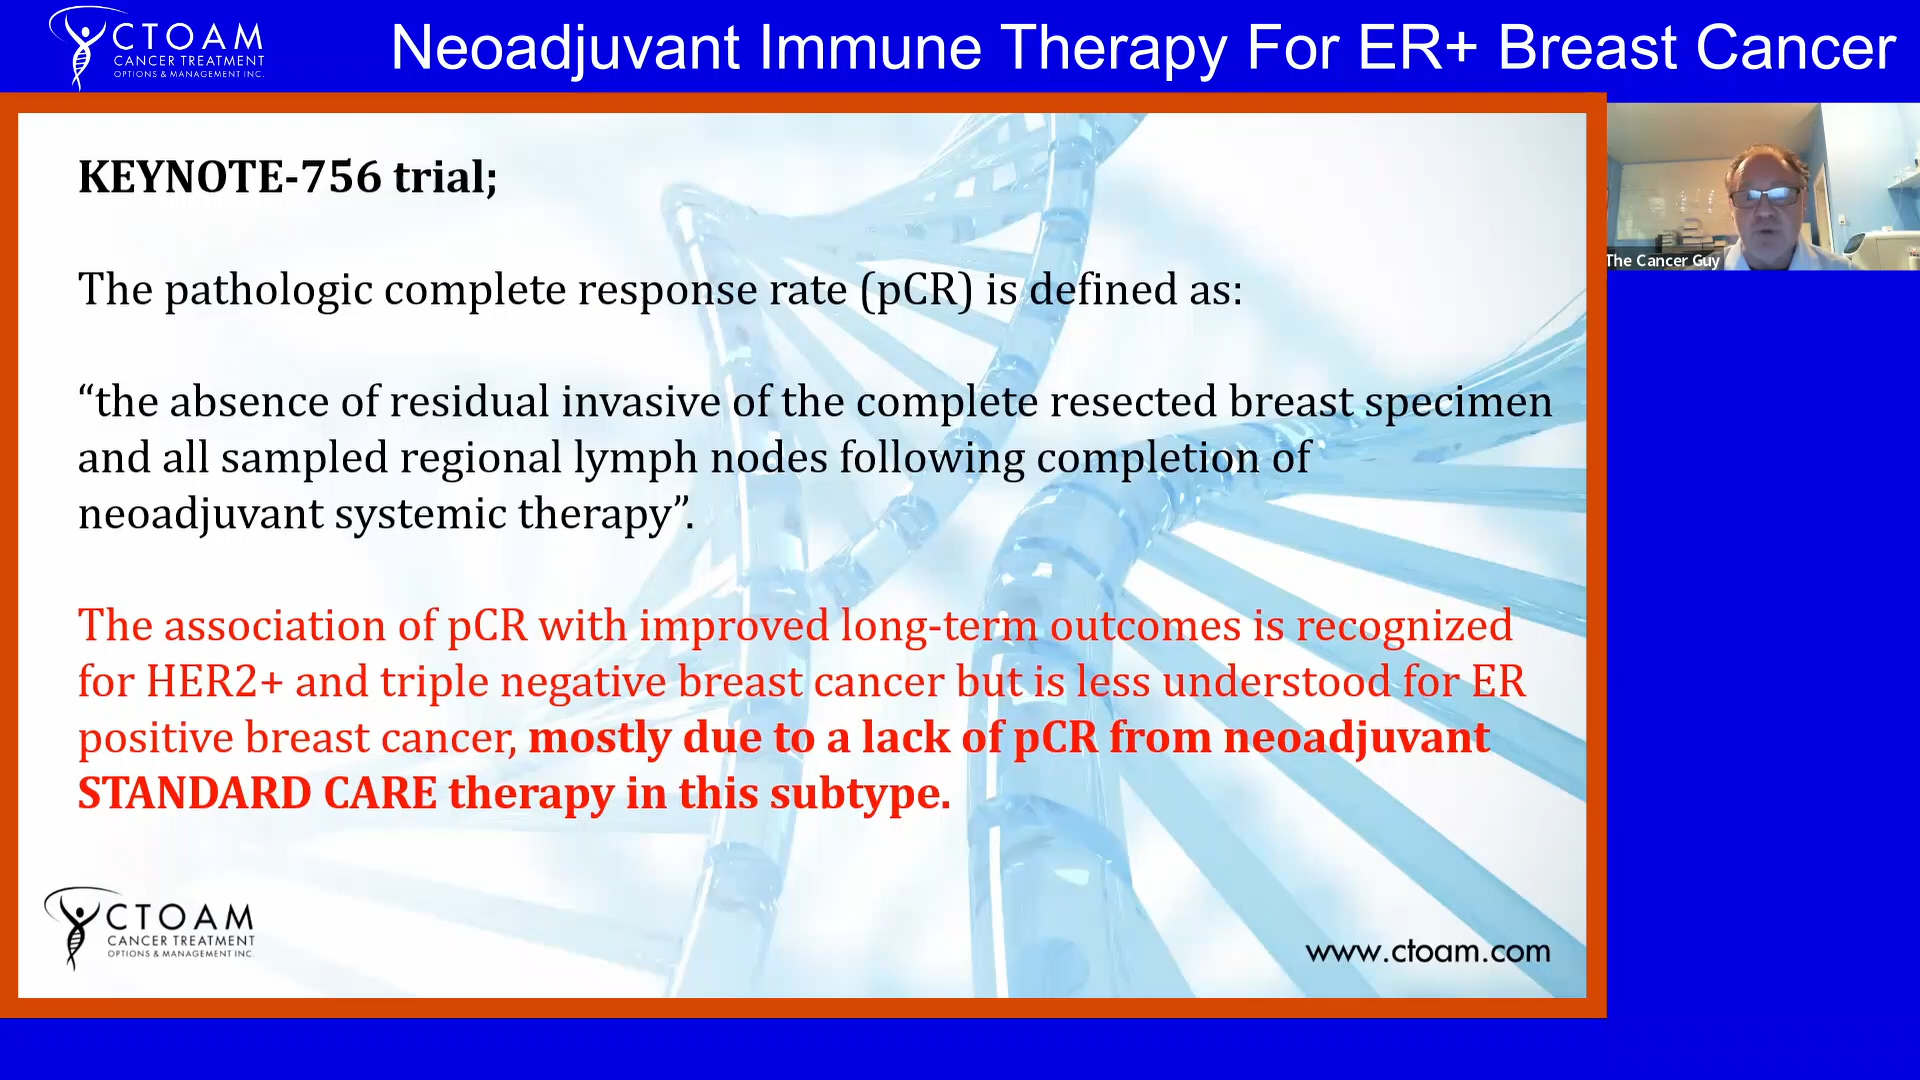 CTOAM
CANCER TREATMENT
OPTIONS & MANAGEMENT INC.
Neoadjuvant Immune Therapy For ER+ Breast Cancer
KEYNOTE-756 trial;
The pathologic complete response rate (pCR) is defined as:
“the absence of residual invasive of the complete resected breast specimen
and all sampled regional lymph nodes following completion of
neoadjuvant systemic therapy”.
The association of pCR with improved long-term outcomes is recognized
for HER2+ and triple negative breast cancer but is less understood for ER
positive breast cancer, mostly due to a lack of pCR from neoadjuvant
STANDARD CARE therapy in this subtype.
The Cancer Guy
CTOAM
CANCER TREATMENT
OPTIONS & MANAGEMENT INC.
www.ctoam.com